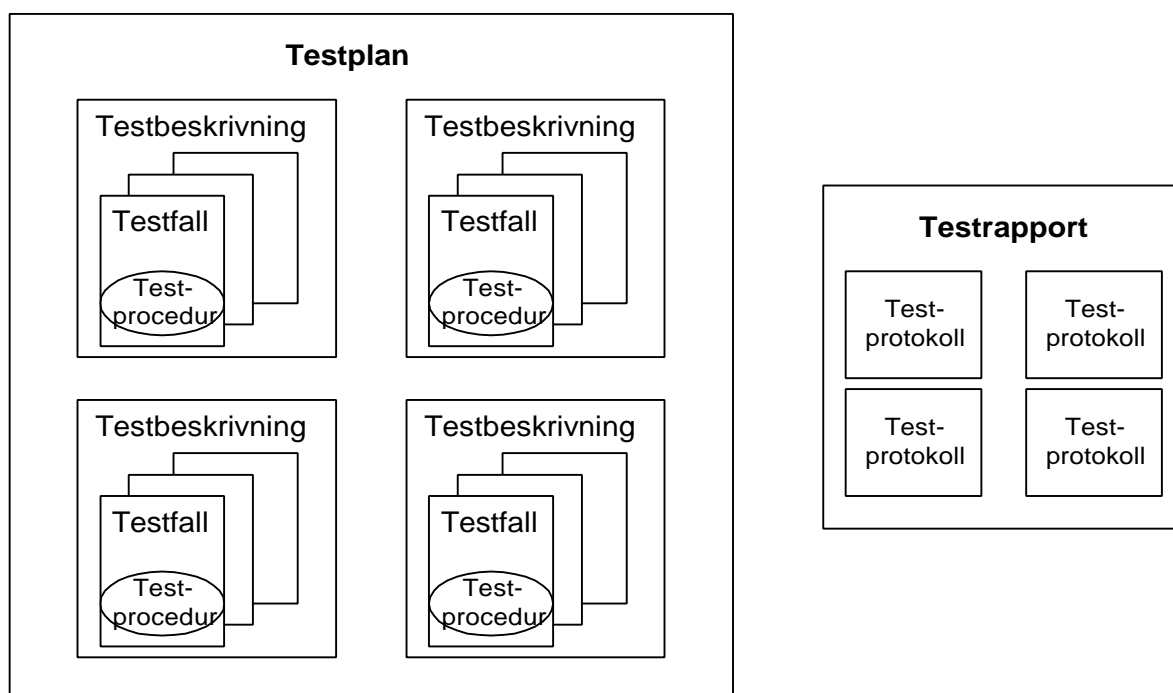 Testplan
Testbeskrivning
Testfall
Test-
procedur
Testbeskrivning
Testfall
Test-
procedur
Testbeskrivning
Testfall
Test-
procedur
Testbeskrivning
Testfall
Test-
procedur
Testrapport
Test-
protokoll
Test-
protokoll
Test-
protokoll
Test-
protokoll